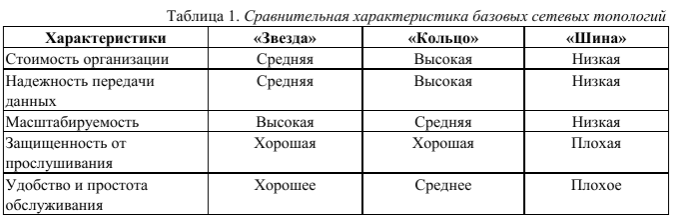 Таблица 1. Сравнительная характеристика базовых сетевых топологий
Характеристики «Звезда» «Кольцо» «Шина»
Стоимость организации Средняя Высокая Низкая
Надежность передачи Средняя Высокая Низкая
данных
Масштабируемость Высокая Средняя Низкая
Защищенность от Хорошая Хорошая Плохая
прослушивания
Удобство и простота Хорошее Среднее Плохое
обслуживания